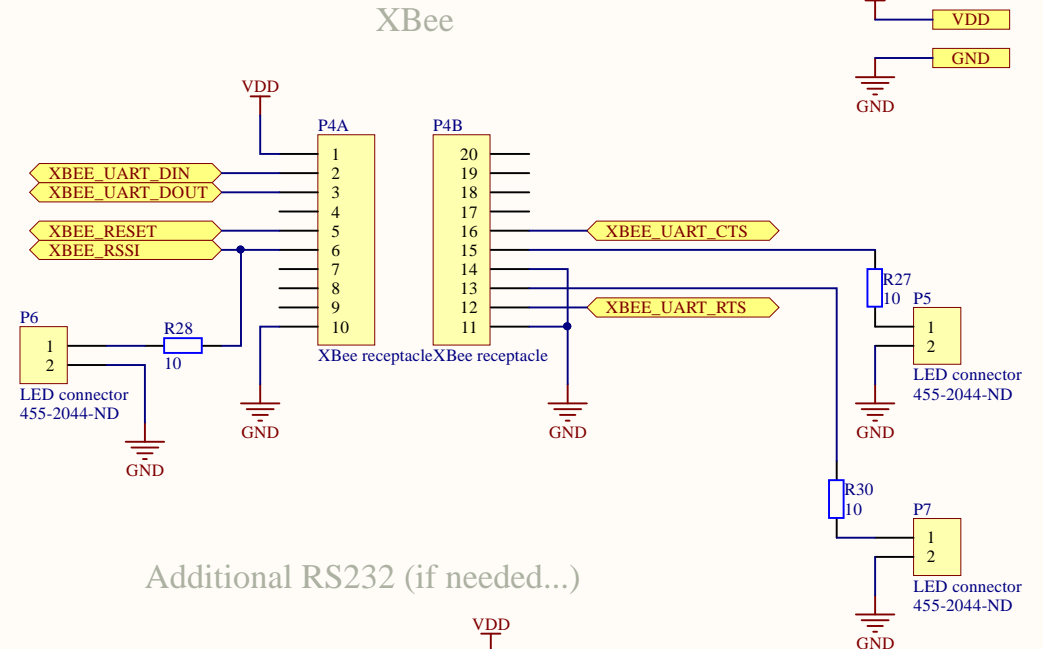 XBee
VDD
GND
GND
VDD
P4A
P4B
1
2
3
4
5
6
7
8
9
10
20
19
18
17
16
15
14
13
12
11
XBEE_UART_DIN
XBEE_UART_DOUT
XBEE_RESET
XBEE_RSSI
XBEE_UART_CTS
XBEE_UART_RTS
XBee receptacle
XBee receptacle
R27
10
P5
1
2
LED connector
455-2044-ND
GND
P6
1
2
LED connector
455-2044-ND
R28
10
GND
GND
GND
R30
10
P7
1
2
LED connector
455-2044-ND
GND
Additional RS232 (if needed...)
VDD